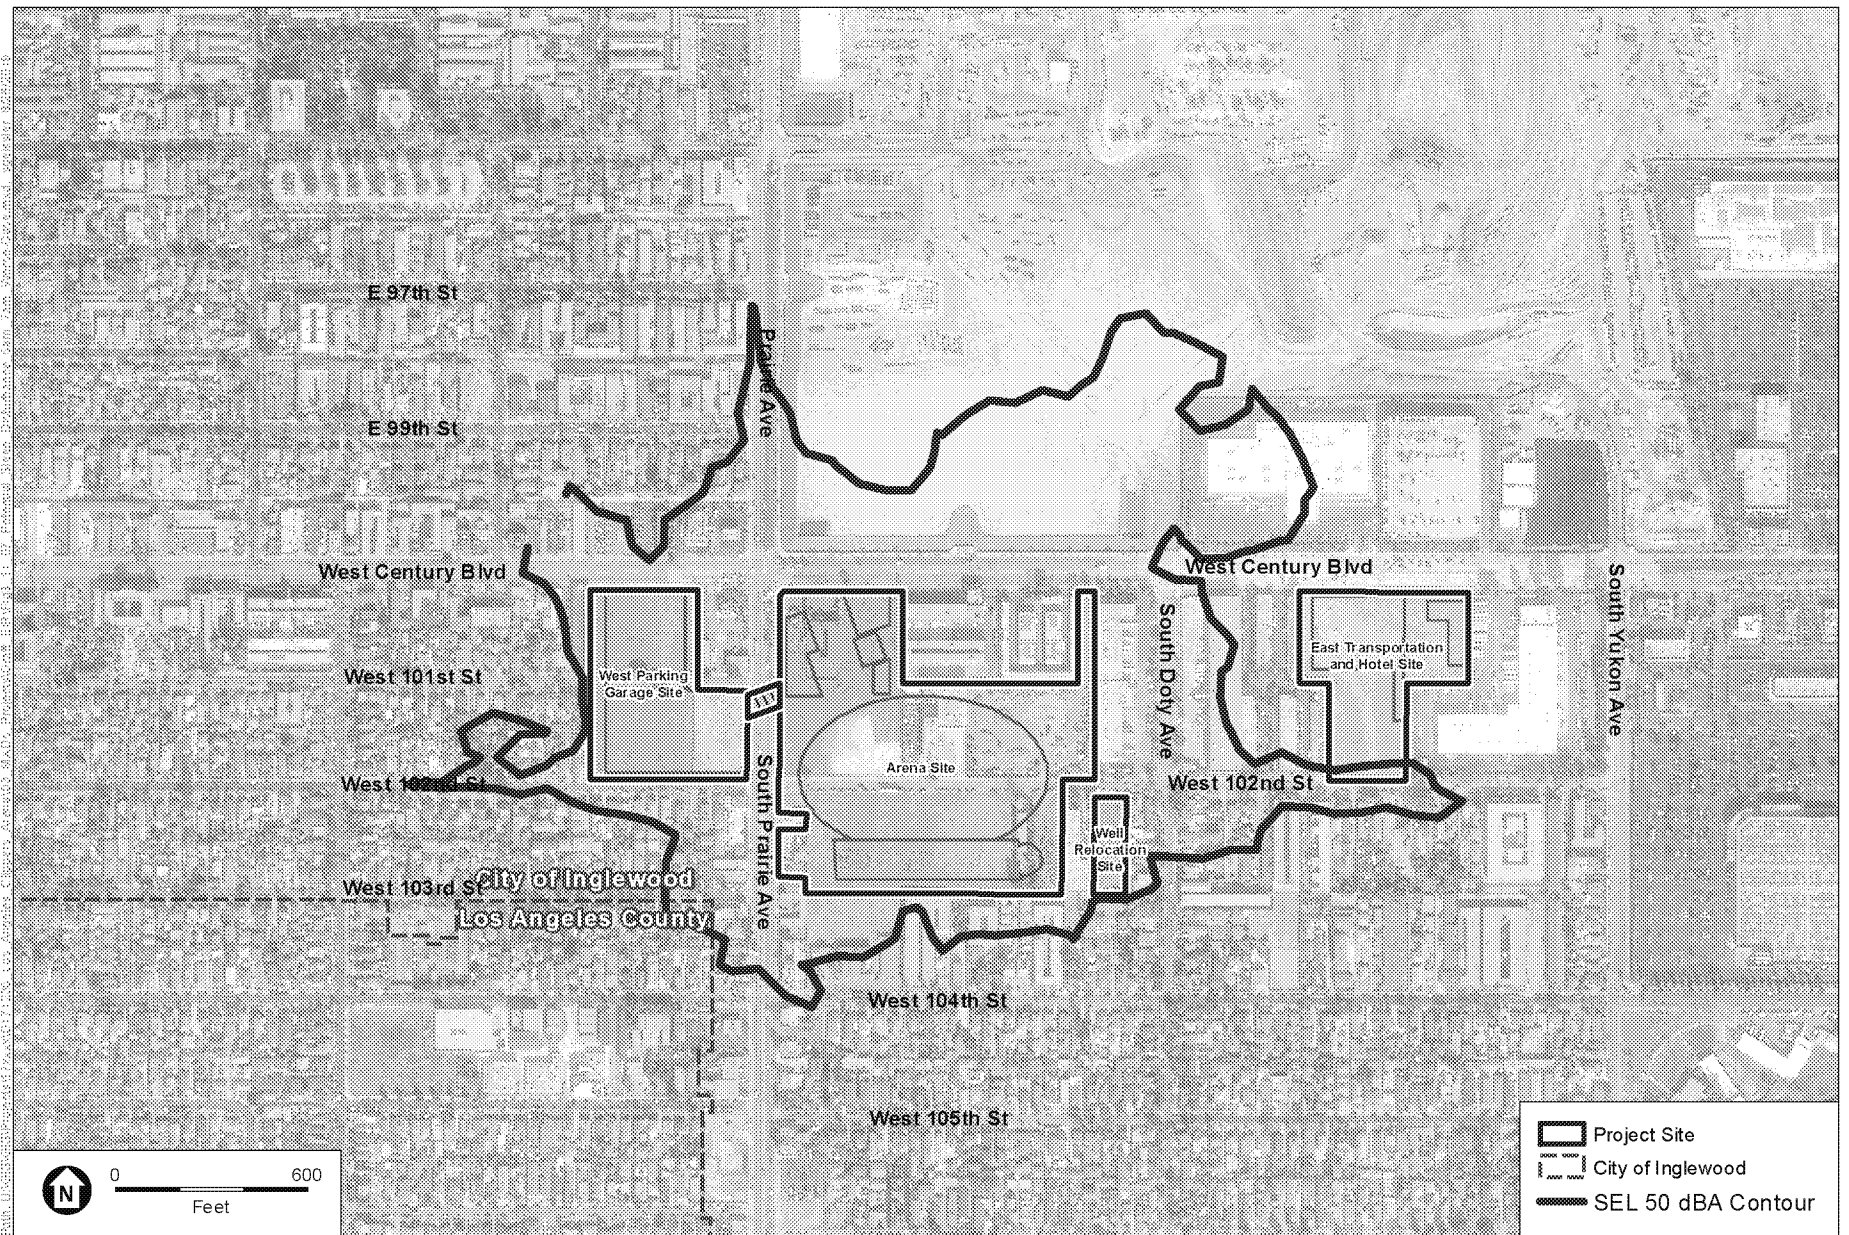 E 97th St
Prairie Ave
E 99th St
West Century Blvd
West Century Blvd
South Yukon Ave
South Doty Ave
East Transportation
and Hotel Site
West 101st St
West Parking
Garage Site
Arena Site
West 102nd St
West 102nd St
South Prairie Ave
Well
Relocation
Site
West 103rd St
City of Inglewood
Los Angeles County
West 104th St
West 105th St
N
0 600
Feet
Project Site
City of Inglewood
SEL 50 dBA Contour